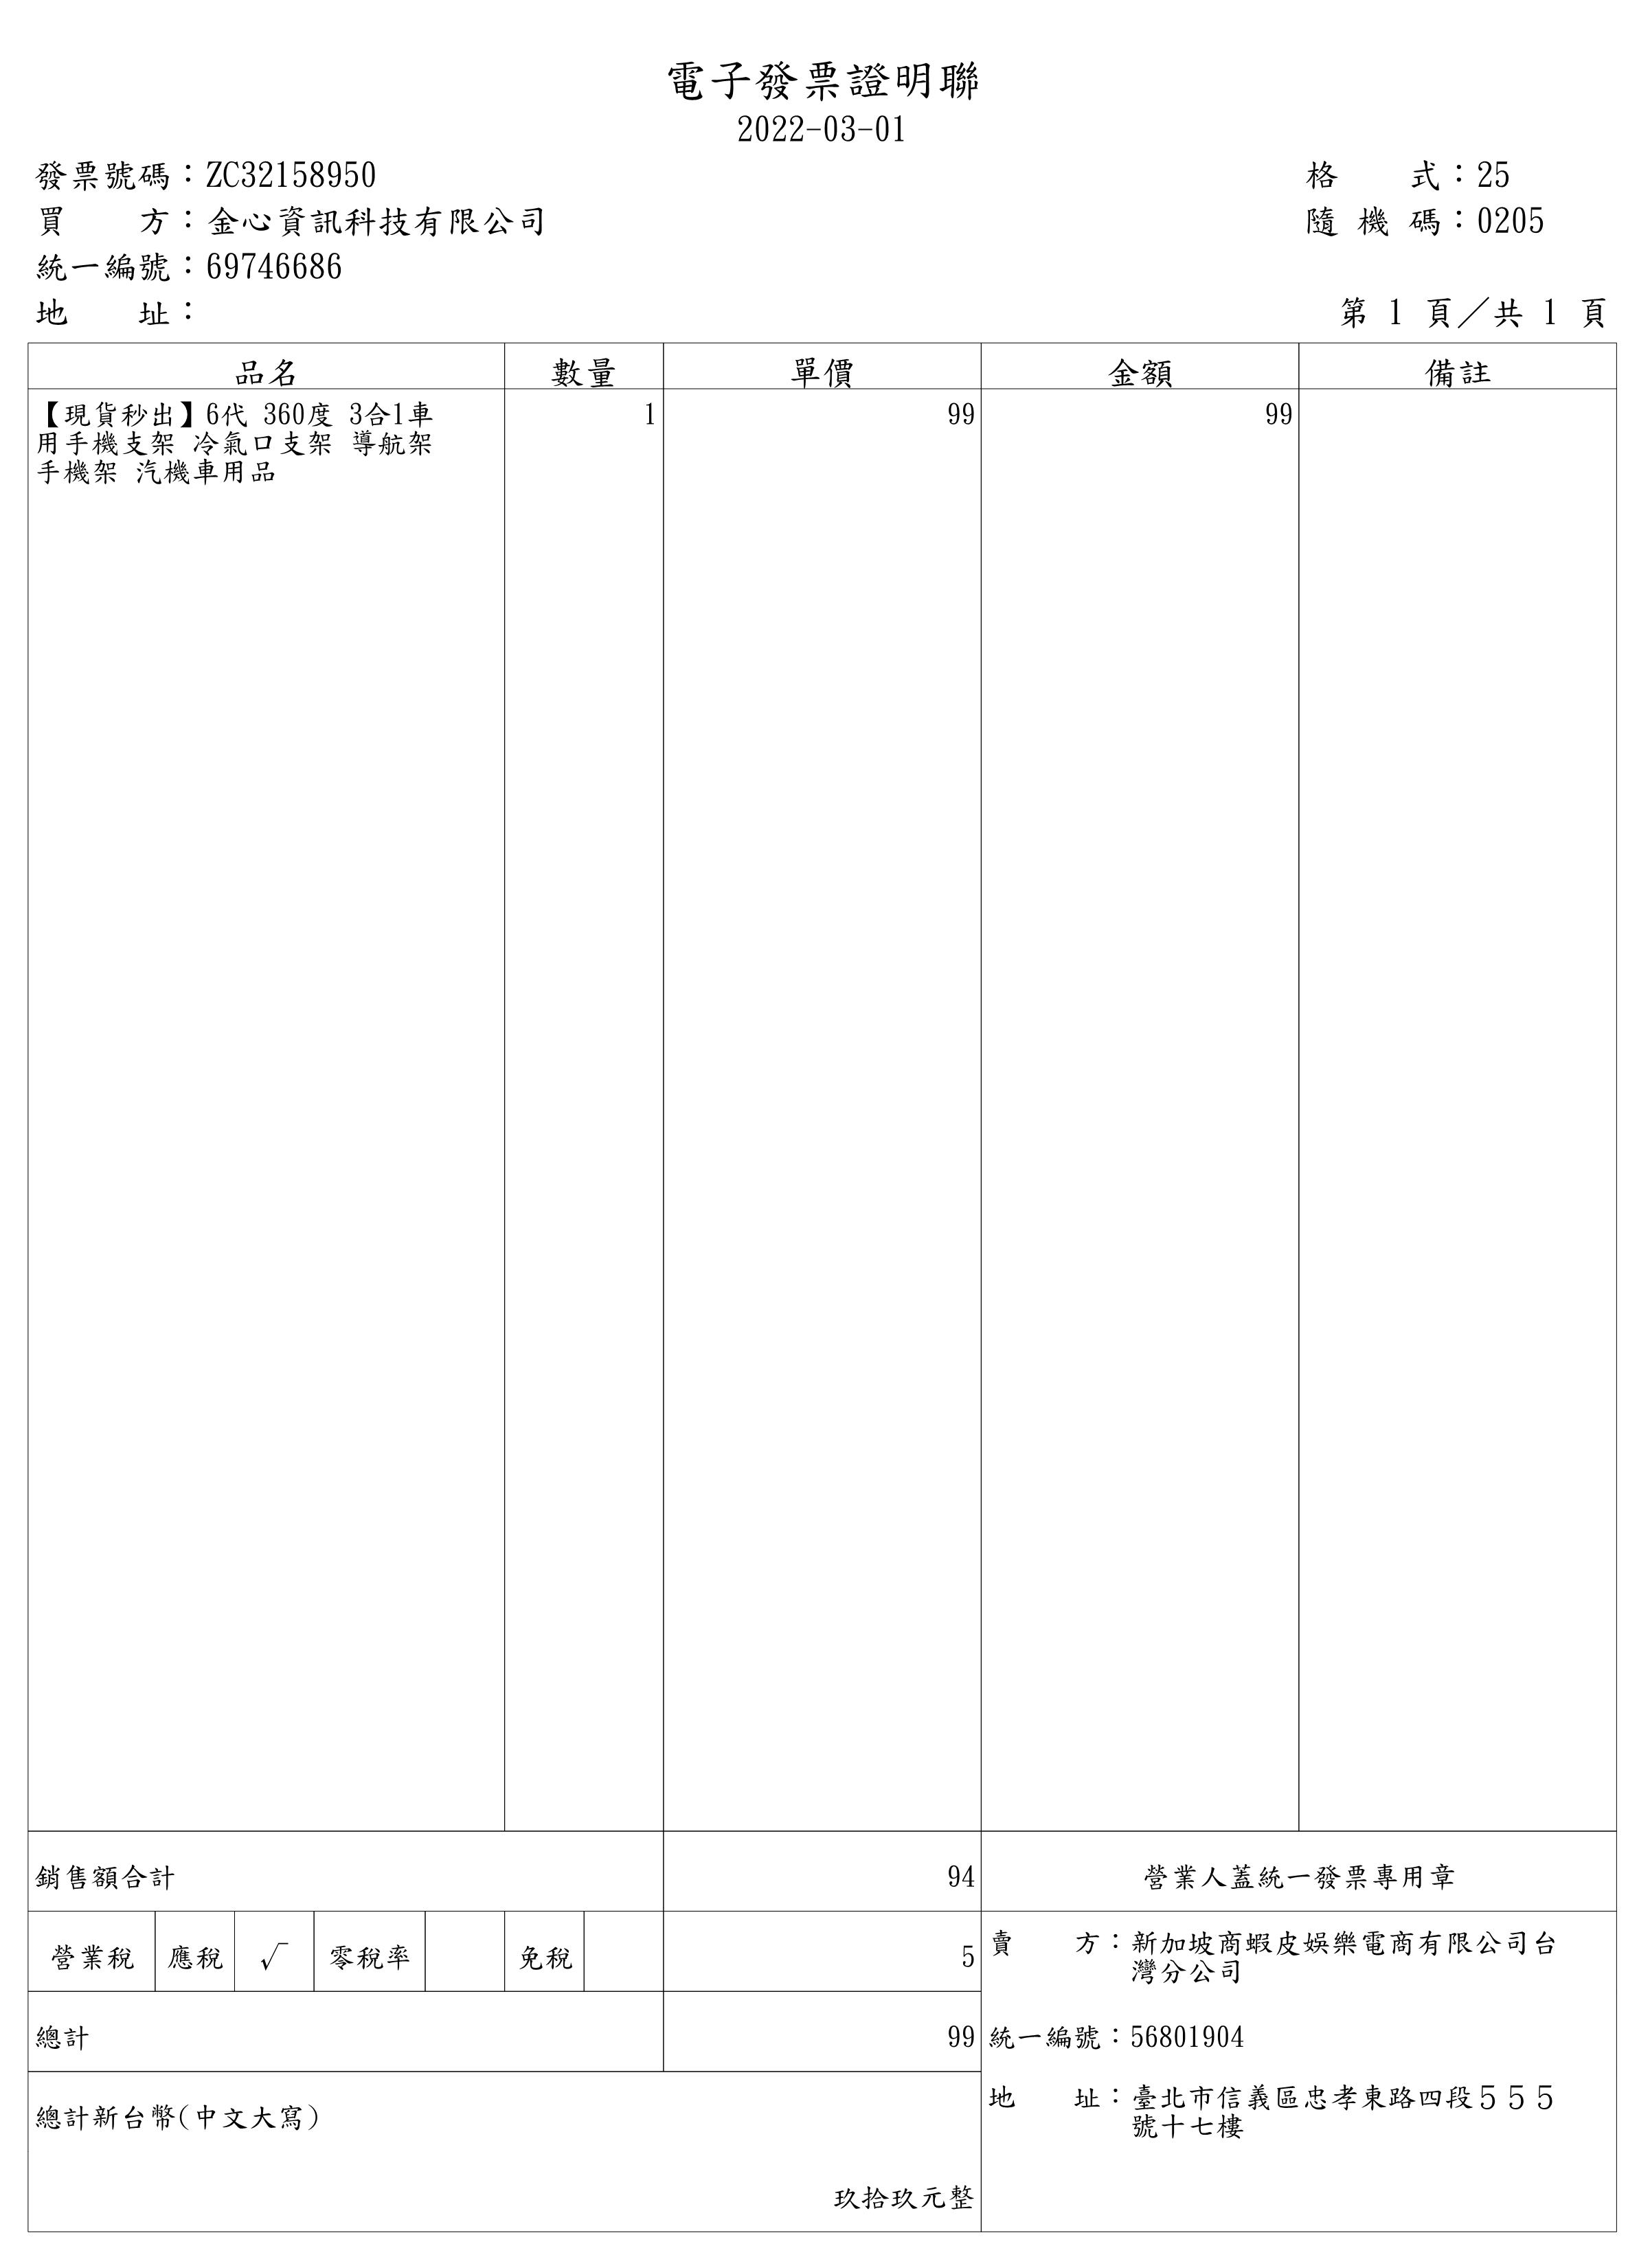 電子發票證明聯
2022-03-01
發票號碼：ZC32158950
格　　式：25
買　　方：金心資訊科技有限公司
隨 機 碼：0205
統一編號：69746686
地　　址：
第 1 頁／共 1 頁
品名 數量 單價 金額 備註
【現貨秒出】6代 360度 3合1車 1 99 99
用手機支架 冷氣口支架 導航架
手機架 汽機車用品
銷售額合計 94
營業人蓋統一發票專用章
營業稅 應稅 √ 零稅率 免稅 5
總計 99
總計新台幣(中文大寫)
玖拾玖元整
賣　　方：新加坡商蝦皮娛樂電商有限公司台
灣分公司
統一編號：56801904
地　　址：臺北市信義區忠孝東路四段５５５
號十七樓